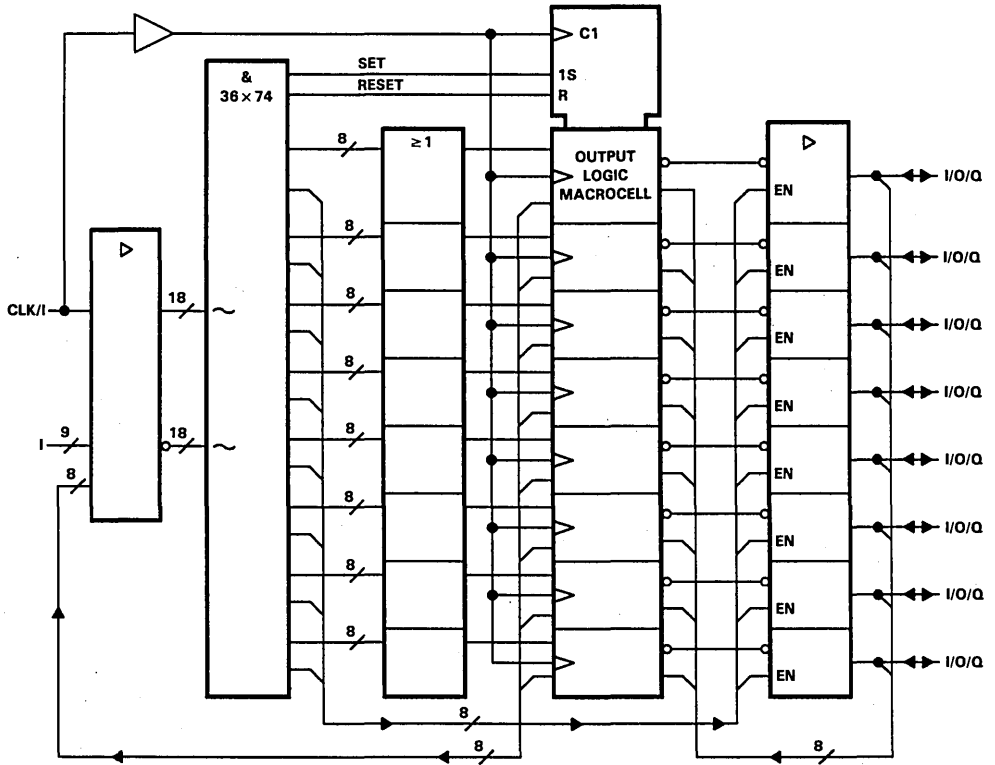 C1
SET
1S
RESET
R
&
36 × 74
8
≥ 1
OUTPUT
LOGIC
MACROCELL
EN
I/O/Q
8
EN
I/O/Q
CLK/I
18
8
EN
I/O/Q
8
EN
I/O/Q
I
9
18
8
8
EN
I/O/Q
8
EN
I/O/Q
8
EN
I/O/Q
8
EN
I/O/Q
8
8
8